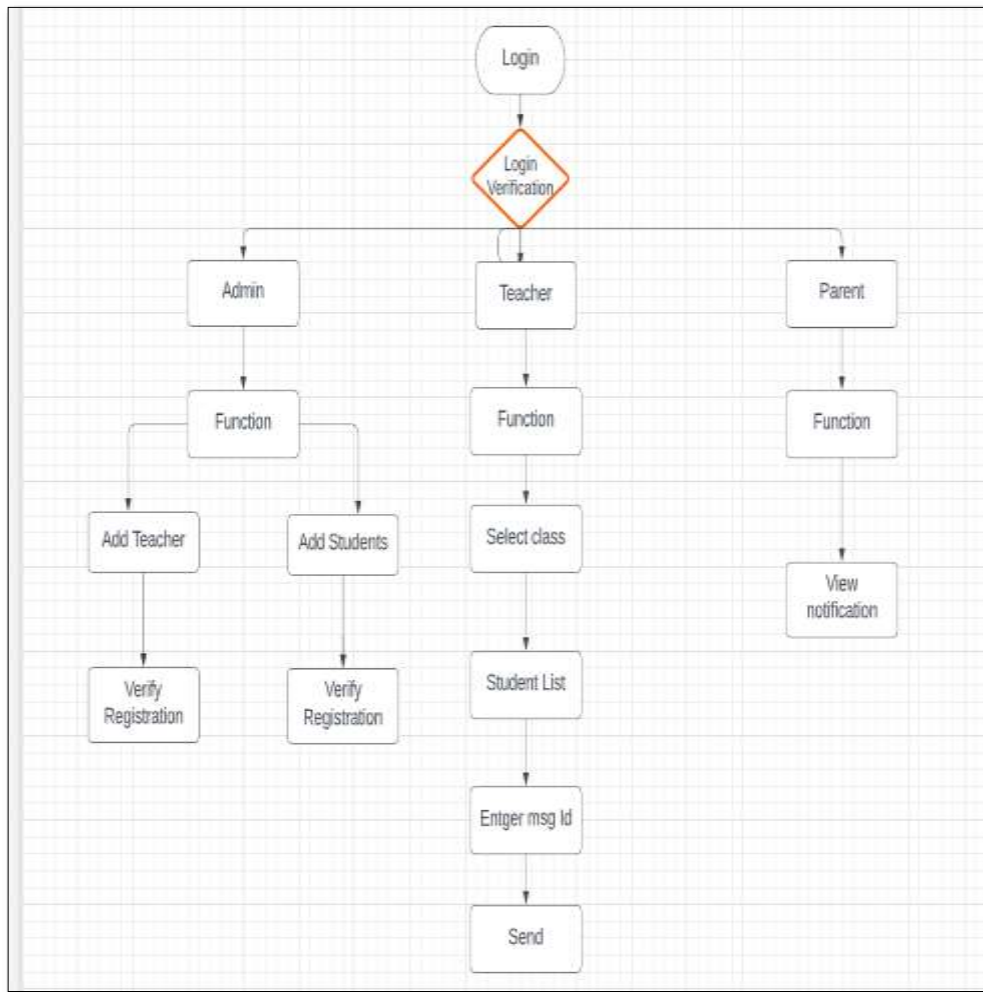 Login
Login
Verification
Admin
Teacher
Parent
Function
Function
Function
Add Teacher
Add Students
Select class
View
notification
Verify
Registration
Verify
Registration
Student List
Entger msg Id
Send